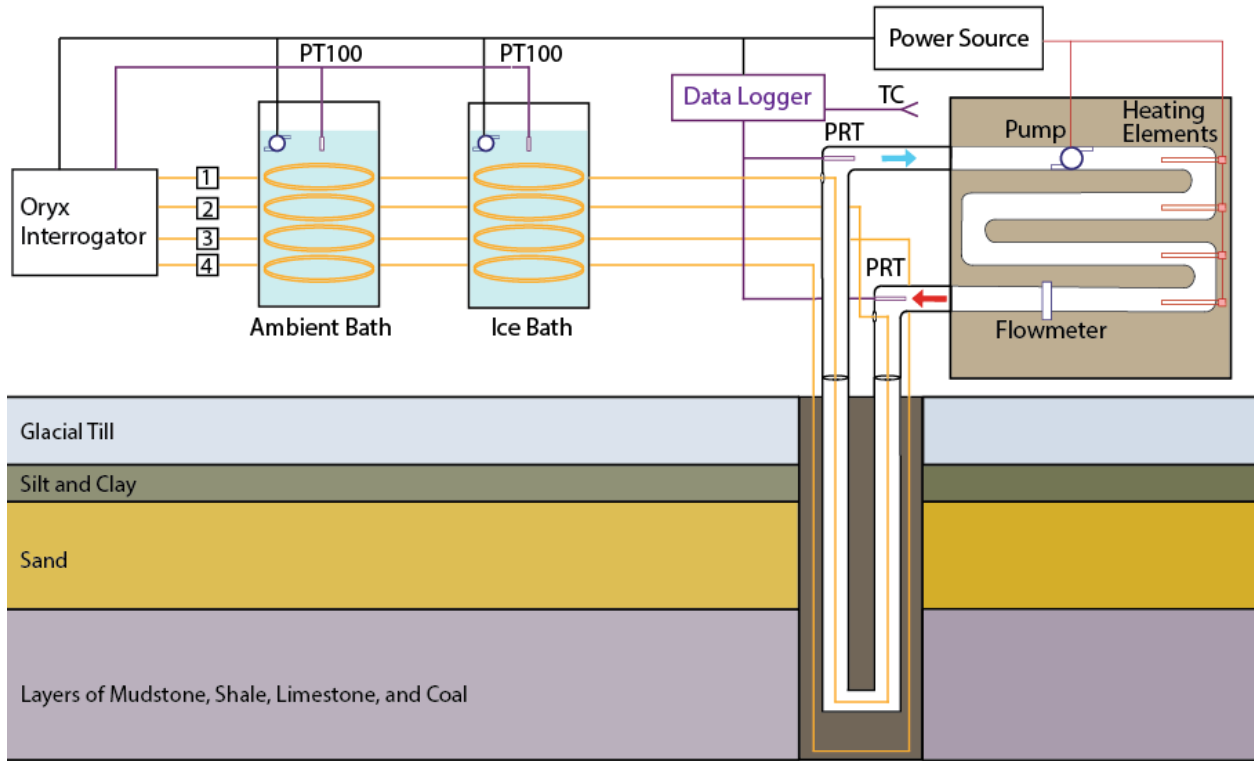 Power Source
PT100
PT100
Data Logger
TC
Heating
Elements
Pump
PRT
1
2
3
4
Oryx
Interrogator
PRT
Flowmeter
Ambient Bath
Ice Bath
Glacial Till
Silt and Clay
Sand
Layers of Mudstone, Shale, Limestone, and Coal